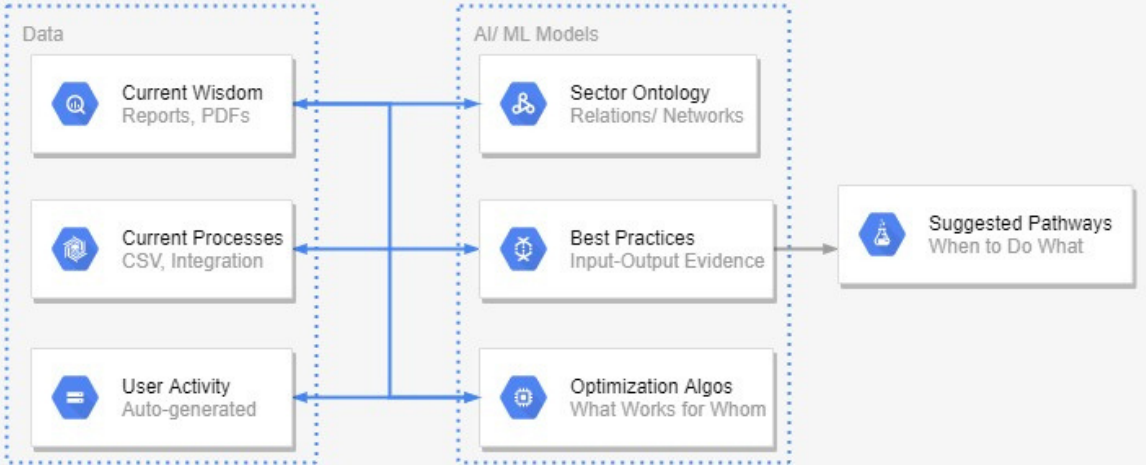 Data
Current Wisdom
Reports, PDFs
Current Processes
CSV, Integration
User Activity
Auto-generated
AI/ ML Models
Sector Ontology
Relations/ Networks
Best Practices
Input-Output Evidence
Optimization Algos
What Works for Whom
Suggested Pathways
When to Do What